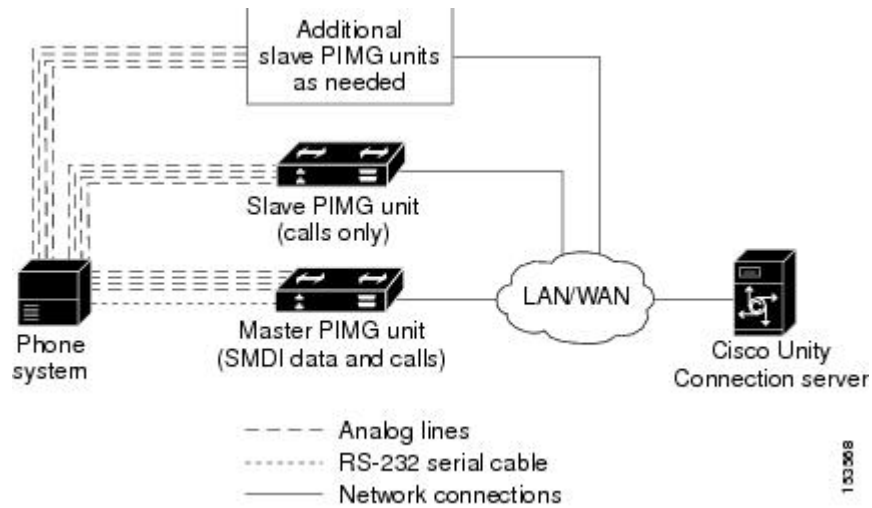 Additional
slave PIMG units
as needed
Slave PIMG unit
(calls only)
LAN/WAN
Phone
system
Master PIMG unit
(SMDI data and calls)
Cisco Unity
Connection server
Analog lines
RS-232 serial cable
Network connections
153568